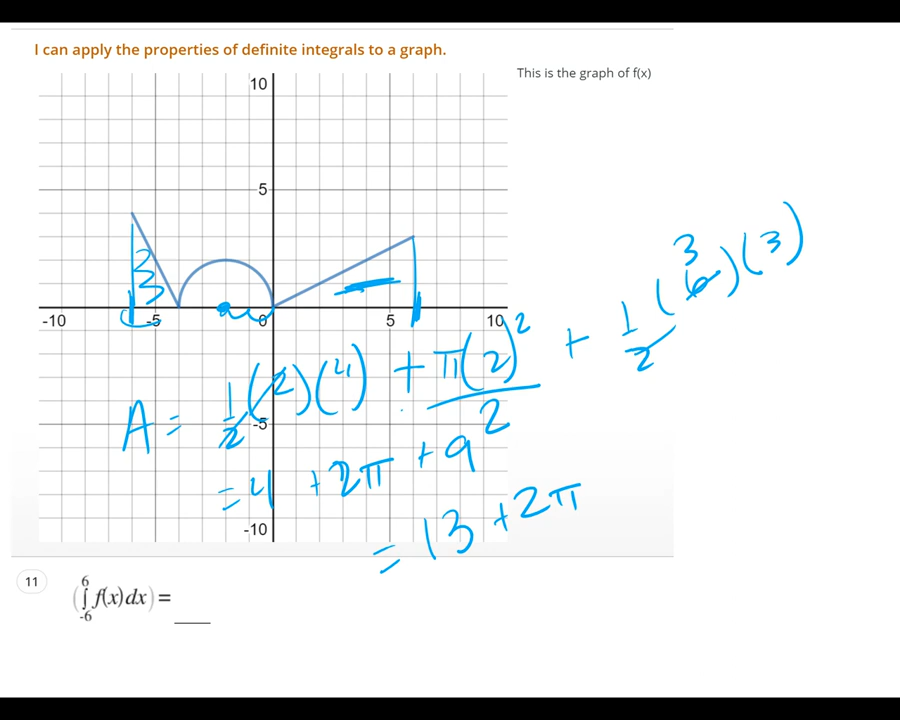 I can apply the properties of definite integrals to a graph.
This is the graph of f(x)
10
5
-10 -5 0 5 10
-5
-10
A = 1/2 (2)(4) + π(2)²/2 + 1/2 (6)(3)
3
= 4 + 2π + 9
= 13 + 2π
11
(∫₋₆⁶ f(x) dx) = ___